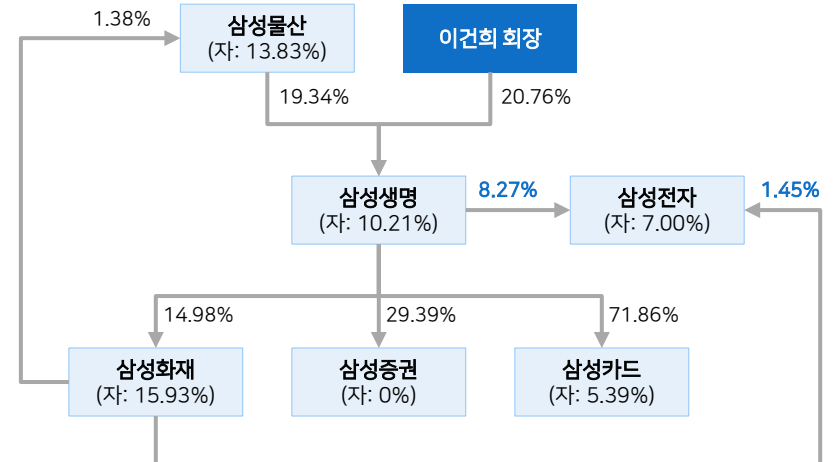 1.38%
삼성물산
(자: 13.83%)
이건희 회장
19.34%
20.76%
삼성생명
(자: 10.21%)
8.27%
삼성전자
(자: 7.00%)
1.45%
14.98%
29.39%
71.86%
삼성화재
(자: 15.93%)
삼성증권
(자: 0%)
삼성카드
(자: 5.39%)